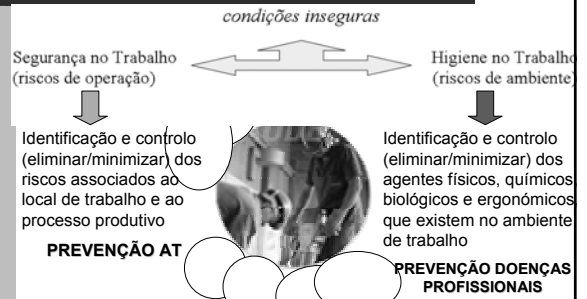 condições inseguras
Segurança no Trabalho
(riscos de operação)
Higiene no Trabalho
(riscos de ambiente)
Identificação e controlo
(eliminar/minimizar) dos
riscos associados ao
local de trabalho e ao
processo produtivo
PREVENÇÃO AT
Identificação e controlo
(eliminar/minimizar) dos
agentes físicos, químicos,
biológicos e ergonómicos,
que existem no ambiente
de trabalho
PREVENÇÃO DOENÇAS
PROFISSIONAIS